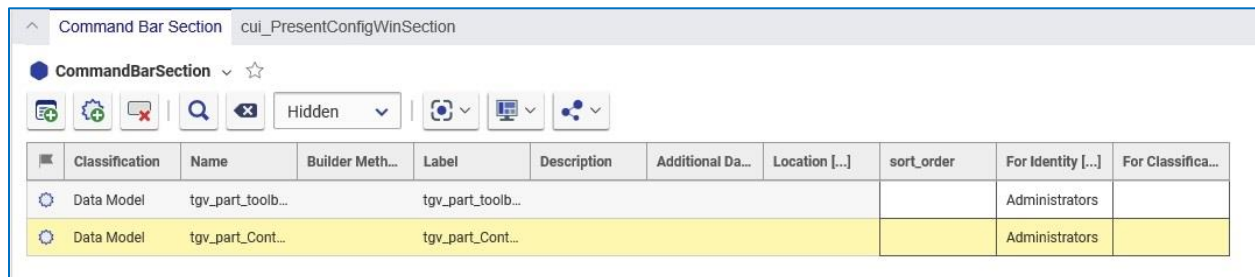 Command Bar Section cui_PresentConfigWinSection
CommandBarSection
Hidden
Classification Name Builder Meth... Label Description Additional Da... Location [...] sort_order For Identity [...] For Classifica...
Data Model tgv_part_toolb... tgv_part_toolb... Administrators
Data Model tgv_part_Cont... tgv_part_Cont... Administrators